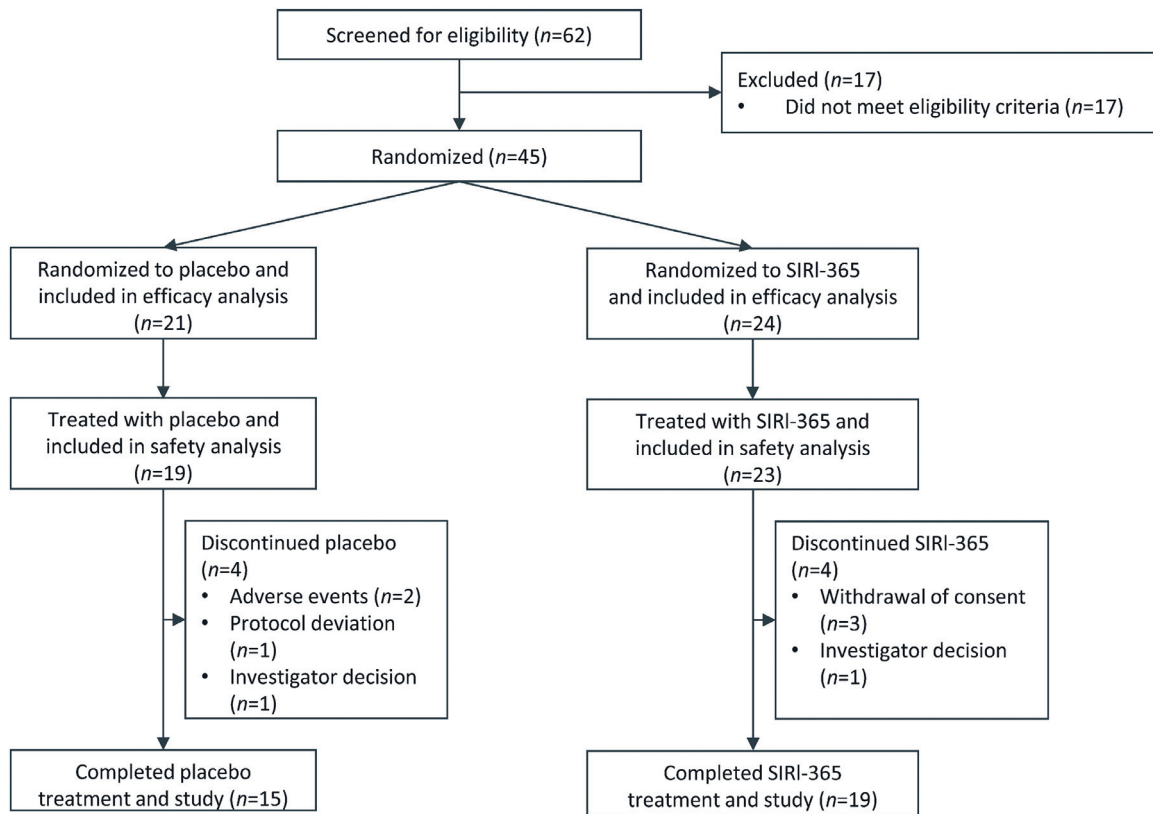 Screened for eligibility (n=62)
Excluded (n=17)
• Did not meet eligibility criteria (n=17)
Randomized (n=45)
Randomized to placebo and
included in efficacy analysis
(n=21)
Randomized to SIRI-365
and included in efficacy analysis
(n=24)
Treated with placebo and
included in safety analysis
(n=19)
Treated with SIRI-365 and
included in safety analysis
(n=23)
Discontinued placebo
(n=4)
• Adverse events (n=2)
• Protocol deviation
(n=1)
• Investigator decision
(n=1)
Discontinued SIRI-365
(n=4)
• Withdrawal of consent
(n=3)
• Investigator decision
(n=1)
Completed placebo
treatment and study (n=15)
Completed SIRI-365
treatment and study (n=19)